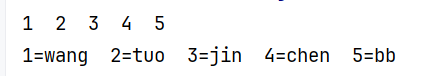 1  2  3  4  5
1=wang  2=tuo  3=jin  4=chen  5=bb